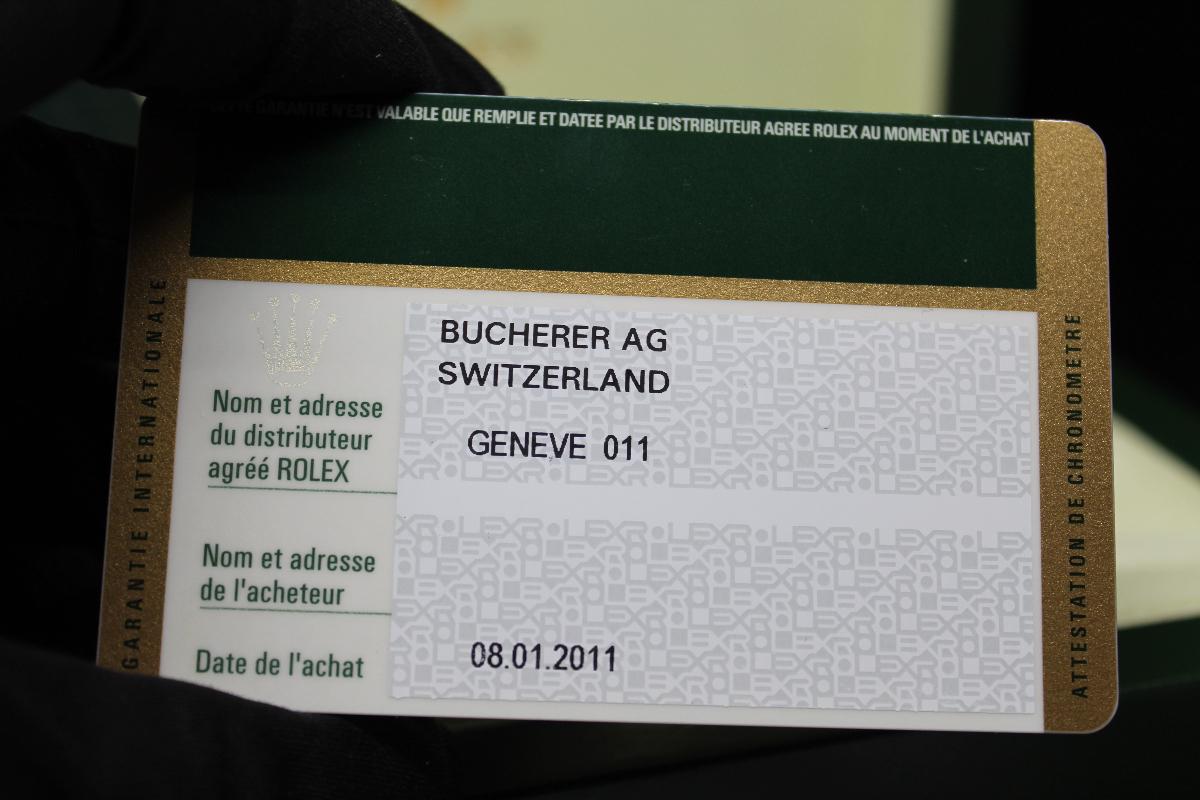 CETTE GARANTIE N'EST VALABLE QUE REMPLIE ET DATEE PAR LE DISTRIBUTEUR AGREE ROLEX AU MOMENT DE L'ACHAT
GARANTIE INTERNATIONALE
BUCHERER AG
SWITZERLAND
GENEVE 011
Nom et adresse
du distributeur
agréé ROLEX
Nom et adresse
de l'acheteur
Date de l'achat
08.01.2011
ATTESTATION DE CHRONOMETRE